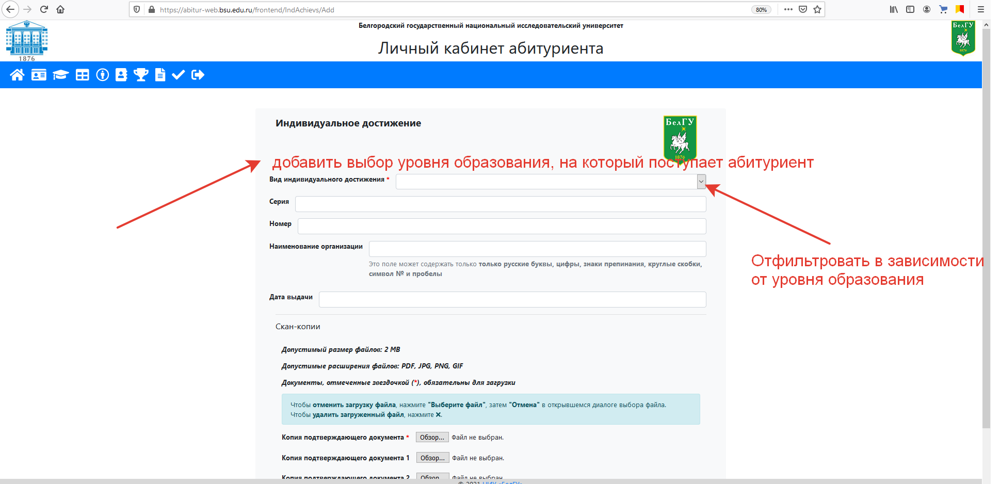 https://abitur-web.bsu.edu.ru/frontend/IndAchievs/Add
80%
Белгородский государственный национальный исследовательский университет
БелГУ
1876
Личный кабинет абитуриента
1876
Индивидуальное достижение
БелГУ
1876
добавить выбор уровня образования, на который поступает абитуриент
Вид индивидуального достижения *
Серия
Номер
Наименование организации
Это поле может содержать только только русские буквы, цифры, знаки препинания, круглые скобки,
символ № и пробелы
Отфильтровать в зависимости
от уровня образования
Дата выдачи
Скан-копии
Допустимый размер файлов: 2 MB
Допустимые расширения файлов: PDF, JPG, PNG, GIF
Документы, отмеченные звездочкой (*), обязательны для загрузки
Чтобы отменить загрузку файла, нажмите "Выберите файл", затем "Отмена" в открывшемся диалоге выбора файла.
Чтобы удалить загруженный файл, нажмите ×.
Копия подтверждающего документа * Обзор... Файл не выбран.
Копия подтверждающего документа 1 Обзор... Файл не выбран.
Копия подтверждающего документа 2 Обзор... Файл не выбран.
© 2021 НИУ «БелГУ»